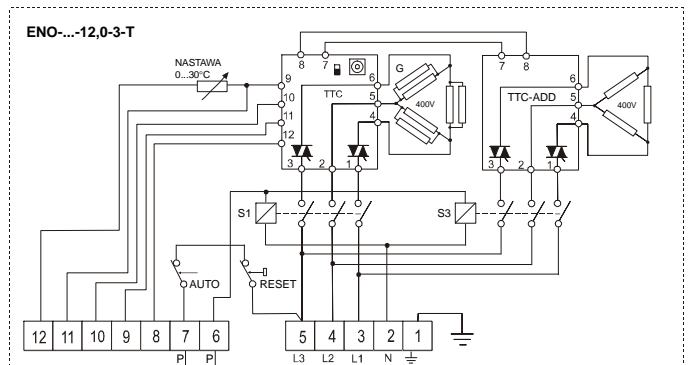 ENO-...-12,0-3-T
8 7
7 8
NASTAWA
0...30°C
9
10
11
12
TTC
6
5
4
G
400V
3 2 1
TTC-ADD
6
5
4
400V
3 2 1
S1
S3
AUTO
RESET
12 11 10 9 8 7 6
5 4 3 2 1
P P
L3 L2 L1 N